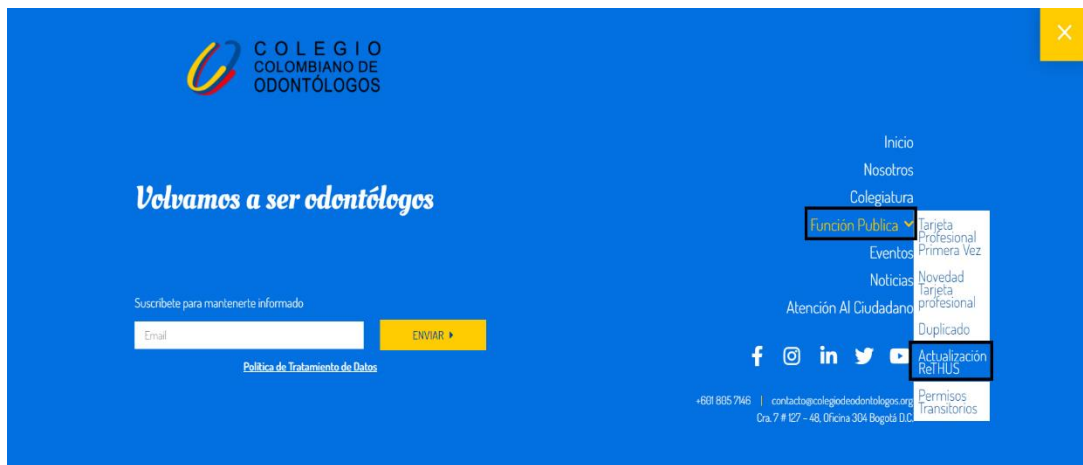 COLEGIO
COLOMBIANO DE
ODONTÓLOGOS
Volvamos a ser odontólogos
Suscribete para mantenerte informado
Email
ENVIAR
Política de Tratamiento de Datos
Inicio
Nosotros
Colegiatura
Función Publica
Eventos
Noticias
Atención Al Ciudadano
Tarjeta
Profesional
Primera Vez
Novedad
Tarjeta
profesional
Duplicado
Actualización
ReTHUS
Permisos
Transitorios
+601 805 7146 | contacto@colegiodeodontologos.org
Cra. 7 # 127 – 48, Oficina 304 Bogotá D.C.